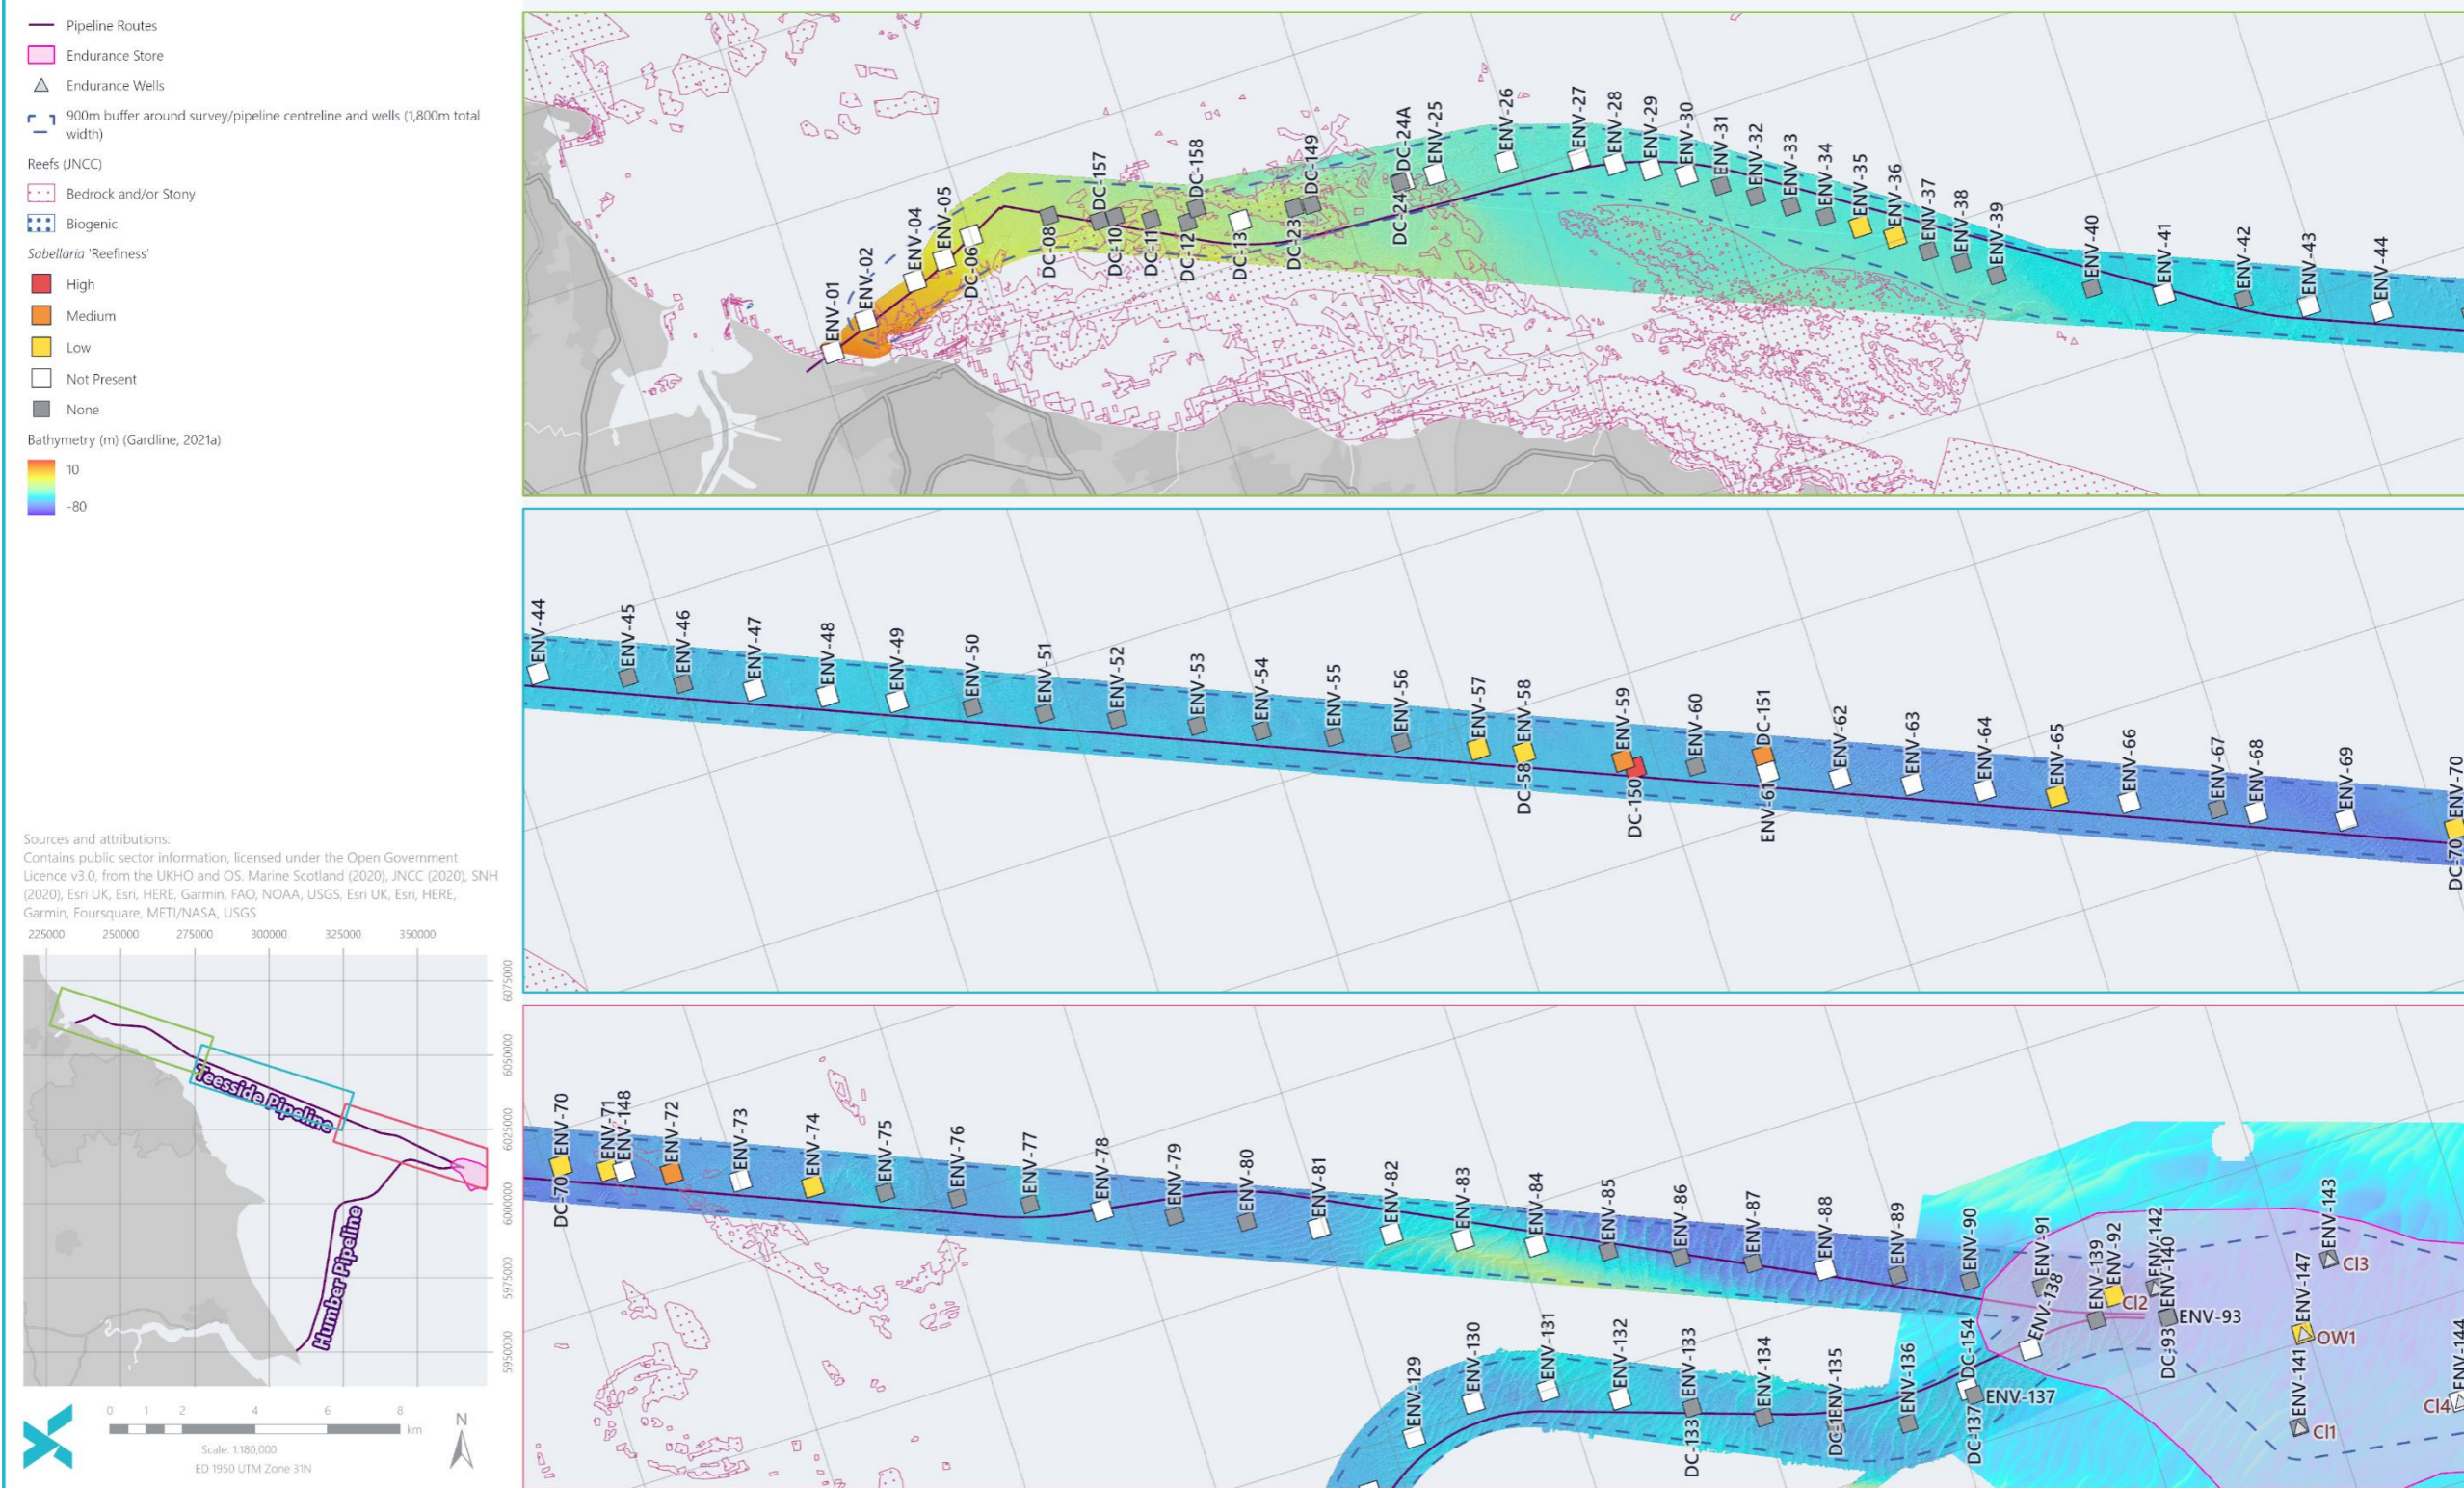 Pipeline Routes
Endurance Store
Endurance Wells
900m buffer around survey/pipeline centreline and wells (1,800m total
width)
Reefs (JNCC)
Bedrock and/or Stony
Biogenic
Sabellaria 'Reefiness'
High
Medium
Low
Not Present
None
Bathymetry (m) (Gardline, 2021a)
10
-80
Sources and attributions:
Contains public sector information, licensed under the Open Government
Licence v3.0, from the UKHO and OS. Marine Scotland (2020), JNCC (2020), SNH
(2020), Esri UK, Esri, HERE, Garmin, FAO, NOAA, USGS, Esri UK, Esri, HERE,
Garmin, Foursquare, METI/NASA, USGS
225000 250000 275000 300000 325000 350000
6075000
6050000
6025000
6000000
5975000
5950000
Teesside Pipeline
Humber Pipeline
0 1 2 4 6 8
km
Scale: 1:180,000
ED 1950 UTM Zone 31N
N
ENV-01
ENV-02
ENV-04
ENV-05
DC-06
DC-08
DC-157
DC-10
DC-11
DC-12
DC-158
DC-13
DC-23
DC-149
DC-24
DC-24A
ENV-25
ENV-26
ENV-27
ENV-28
ENV-29
ENV-30
ENV-31
ENV-32
ENV-33
ENV-34
ENV-35
ENV-36
ENV-37
ENV-38
ENV-39
ENV-40
ENV-41
ENV-42
ENV-43
ENV-44
ENV-44
ENV-45
ENV-46
ENV-47
ENV-48
ENV-49
ENV-50
ENV-51
ENV-52
ENV-53
ENV-54
ENV-55
ENV-56
ENV-57
ENV-58
DC-58
ENV-59
DC-150
ENV-60
DC-151
ENV-61
ENV-62
ENV-63
ENV-64
ENV-65
ENV-66
ENV-67
ENV-68
ENV-69
ENV-70
DC-70
ENV-70
DC-70
ENV-71
ENV-148
ENV-72
ENV-73
ENV-74
ENV-75
ENV-76
ENV-77
ENV-78
ENV-79
ENV-80
ENV-81
ENV-82
ENV-83
ENV-84
ENV-85
ENV-86
ENV-87
ENV-88
ENV-89
ENV-90
ENV-91
ENV-138
ENV-139
ENV-92
CI2
ENV-142
ENV-140
ENV-93
DC-93
ENV-143
CI3
ENV-147
OW1
ENV-141
CI1
ENV-144
CI4
ENV-129
ENV-130
ENV-131
ENV-132
ENV-133
DC-133
ENV-134
ENV-135
ENV-136
DC-154
ENV-137
DC-137